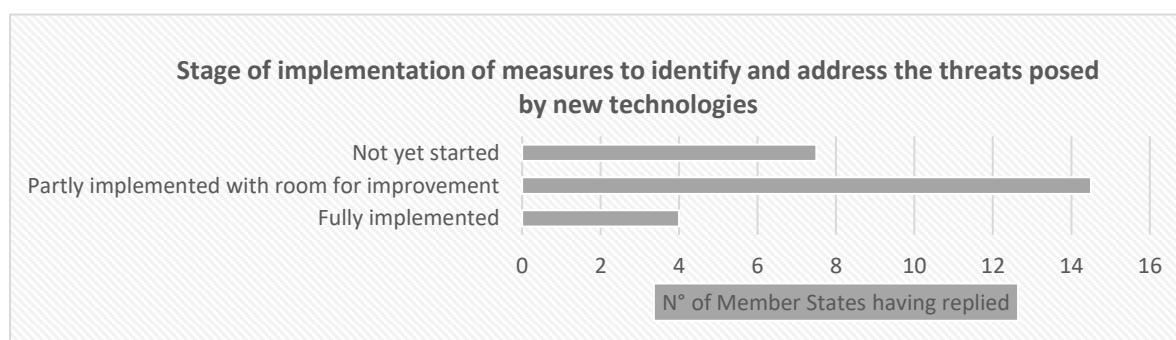 Stage of implementation of measures to identify and address the threats posed
by new technologies
Not yet started
Partly implemented with room for improvement
Fully implemented
0 2 4 6 8 10 12 14 16
N° of Member States having replied